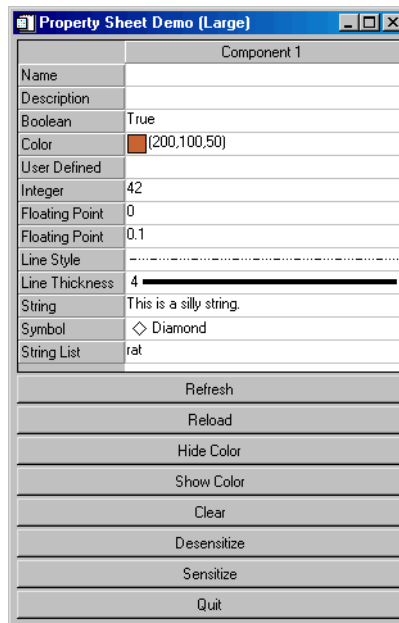 Property Sheet Demo (Large)
Component 1
Name
Description
Boolean True
Color (200,100,50)
User Defined
Integer 42
Floating Point 0
Floating Point 0.1
Line Style
Line Thickness 4
String This is a silly string.
Symbol Diamond
String List rat
Refresh
Reload
Hide Color
Show Color
Clear
Desensitize
Sensitize
Quit